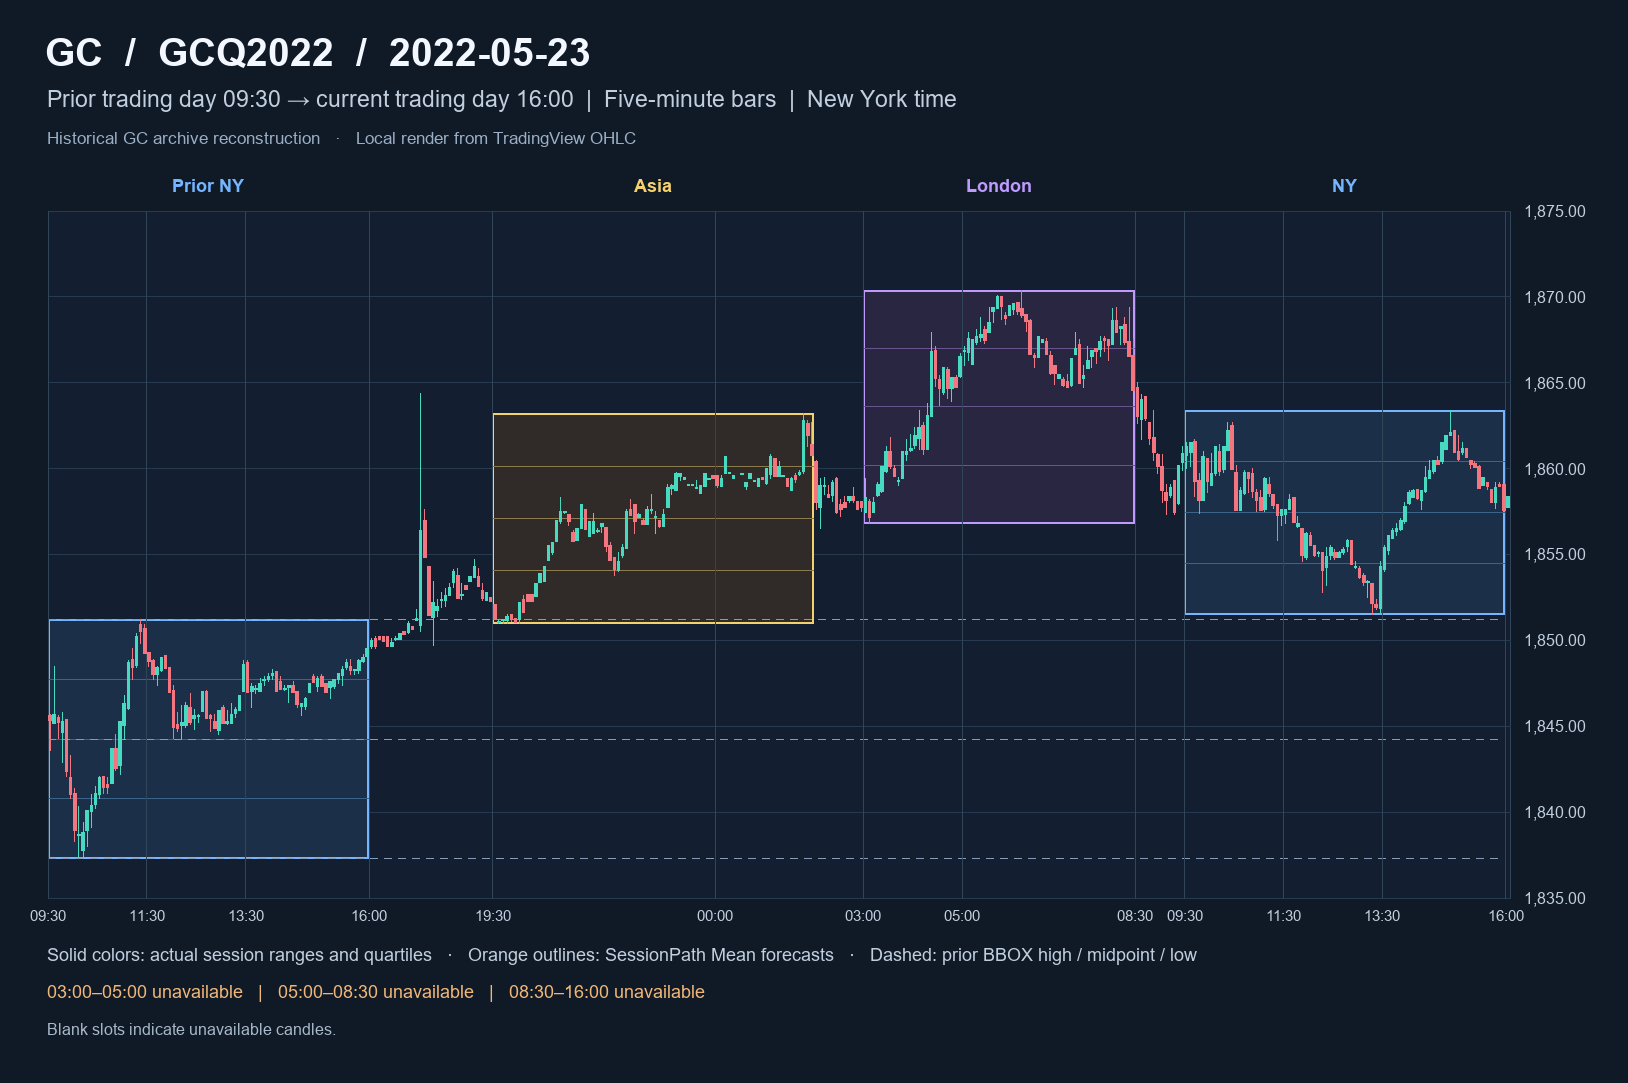 GC / GCQ2022 / 2022-05-23
Prior trading day 09:30 → current trading day 16:00 | Five-minute bars | New York time
Historical GC archive reconstruction · Local render from TradingView OHLC
Prior NY Asia London NY
1,875.00
1,870.00
1,865.00
1,860.00
1,855.00
1,850.00
1,845.00
1,840.00
1,835.00
09:30 11:30 13:30 16:00 19:30 00:00 03:00 05:00 08:30 09:30 11:30 13:30 16:00
Solid colors: actual session ranges and quartiles · Orange outlines: SessionPath Mean forecasts · Dashed: prior BBOX high / midpoint / low
03:00–05:00 unavailable | 05:00–08:30 unavailable | 08:30–16:00 unavailable
Blank slots indicate unavailable candles.